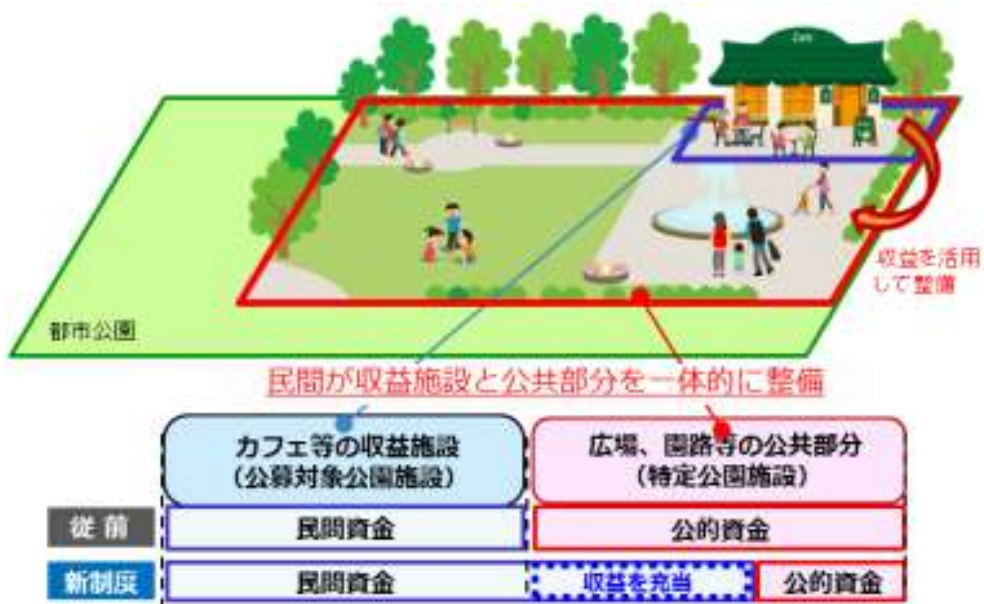 Cafe
収益を活用
して整備
都市公園
民間が収益施設と公共部分を一体的に整備
カフェ等の収益施設
(公募対象公園施設)
広場、園路等の公共部分
(特定公園施設)
従前
民間資金
公的資金
新制度
民間資金
収益を充当
公的資金